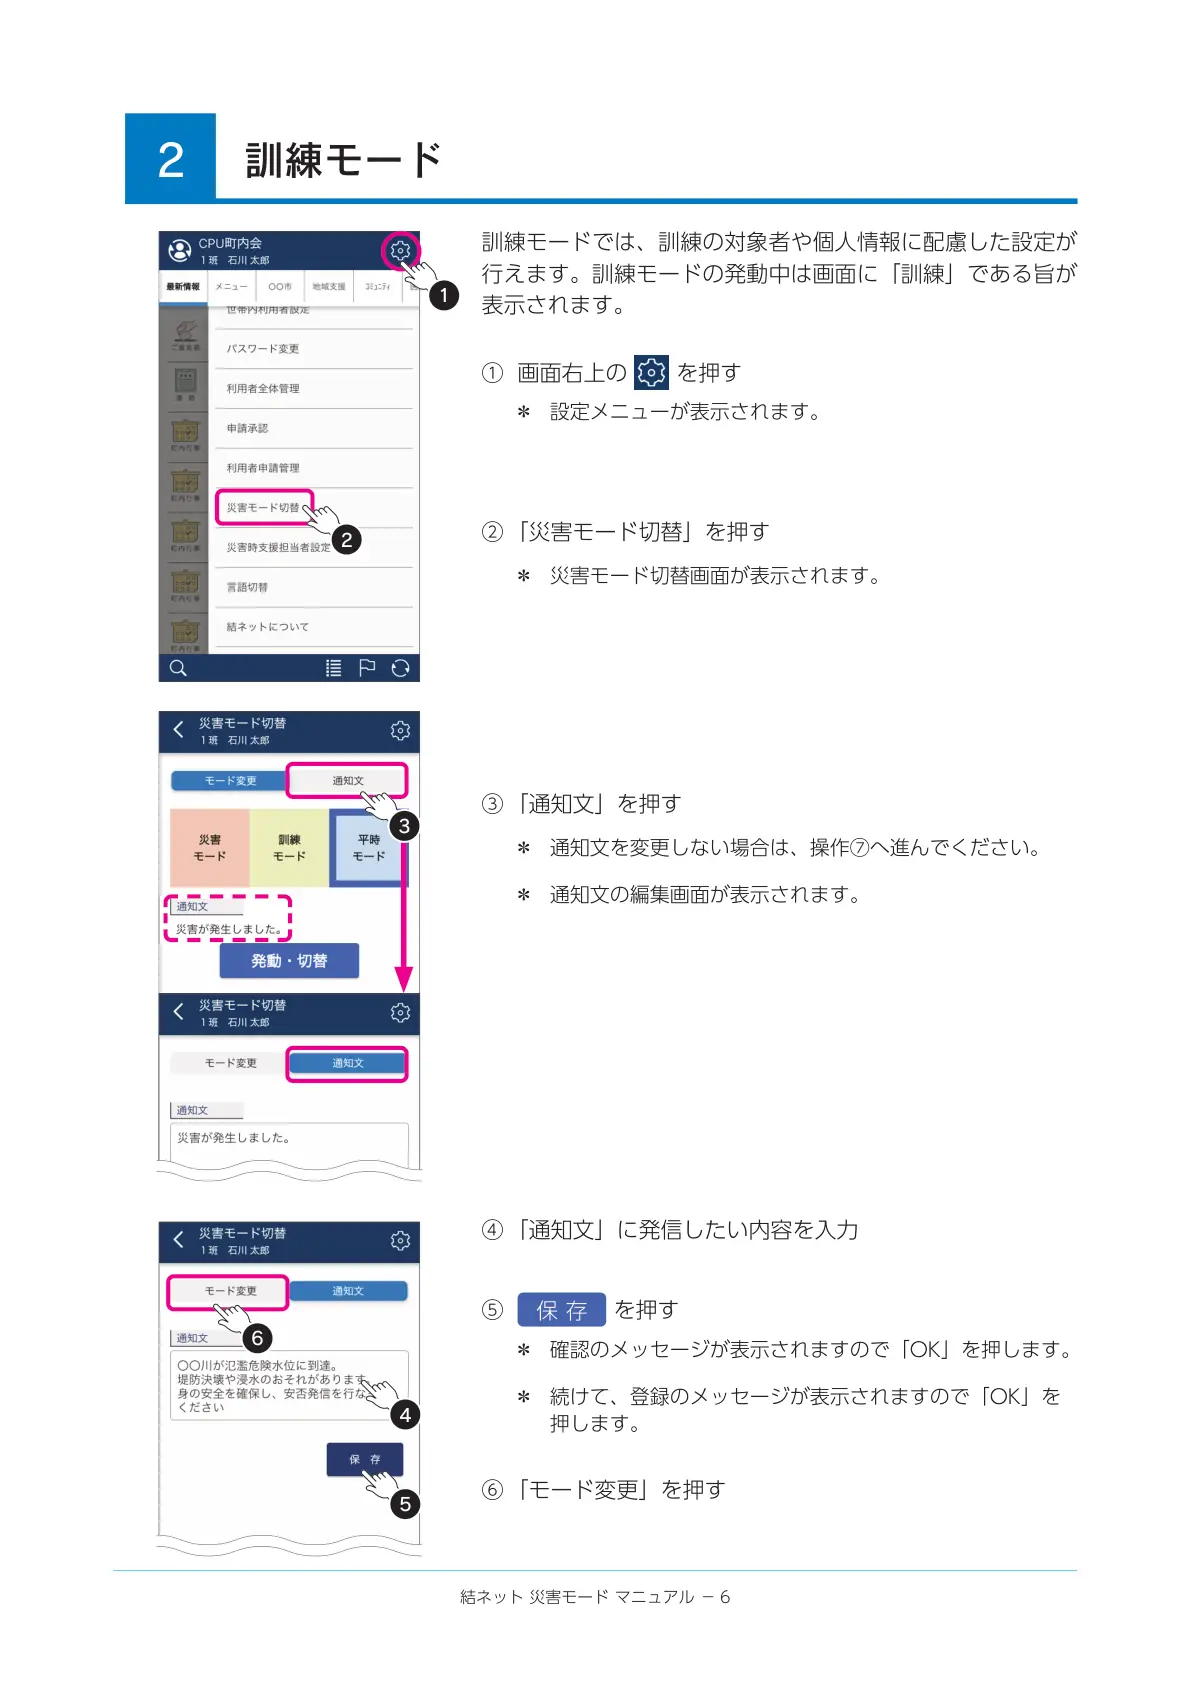 2 訓練モード
CPU町内会
1班 石川 太郎
最新情報 メニュー 〇〇市 地域支援 ｺﾐｭﾆﾃｨ
1
世帯内利用者設定
パスワード変更
利用者全体管理
申請承認
利用者申請管理
災害モード切替
2
災害時支援担当者設定
言語切替
結ネットについて
町内行事
町内行事
町内行事
町内行事
町内行事
訓練モードでは、訓練の対象者や個人情報に配慮した設定が
行えます。訓練モードの発動中は画面に「訓練」である旨が
表示されます。
① 画面右上の を押す
＊ 設定メニューが表示されます。
②「災害モード切替」を押す
＊ 災害モード切替画面が表示されます。
災害モード切替
1班 石川 太郎
モード変更 通知文
3
災害
モード
訓練
モード
平時
モード
通知文
災害が発生しました。
発動・切替
災害モード切替
1班 石川 太郎
モード変更 通知文
通知文
災害が発生しました。
③「通知文」を押す
＊ 通知文を変更しない場合は、操作⑦へ進んでください。
＊ 通知文の編集画面が表示されます。
災害モード切替
1班 石川 太郎
モード変更 通知文
6
通知文
〇〇川が氾濫危険水位に到達。
堤防決壊や浸水のおそれがあります
身の安全を確保し、安否発信を行な
ください
4
保 存
5
④「通知文」に発信したい内容を入力
⑤ 保 存 を押す
＊ 確認のメッセージが表示されますので「OK」を押します。
＊ 続けて、登録のメッセージが表示されますので「OK」を
押します。
⑥「モード変更」を押す
結ネット 災害モード マニュアル － 6